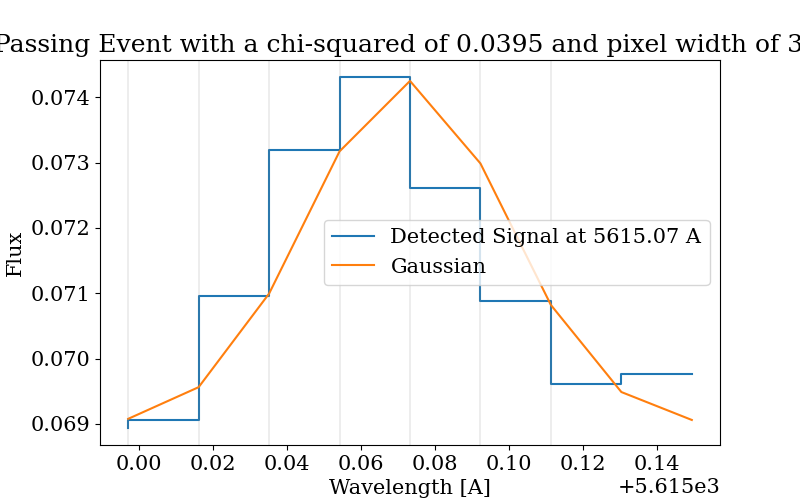 Passing Event with a chi-squared of 0.0395 and pixel width of 3
0.074
0.073
0.072
0.071
0.070
0.069
Flux
Detected Signal at 5615.07 A
Gaussian
0.00 0.02 0.04 0.06 0.08 0.10 0.12 0.14
+5.615e3
Wavelength [A]